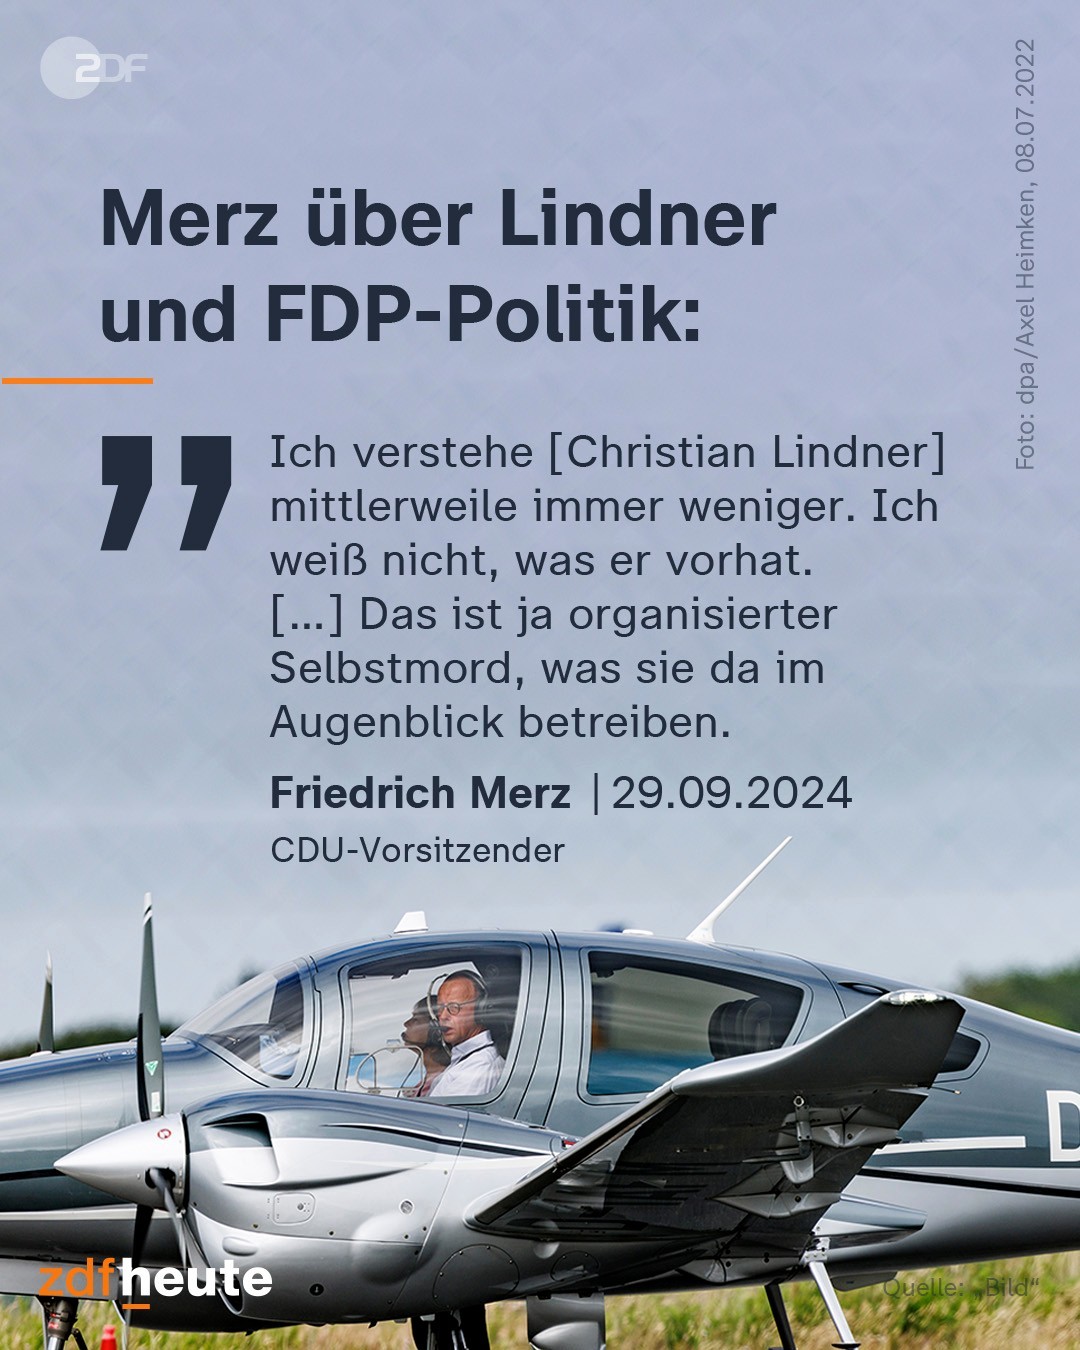 ZDF
Foto: dpa/Axel Heimken, 08.07.2022
Merz über Lindner
und FDP-Politik:
”
Ich verstehe [Christian Lindner]
mittlerweile immer weniger. Ich
weiß nicht, was er vorhat.
[...] Das ist ja organisierter
Selbstmord, was sie da im
Augenblick betreiben.
Friedrich Merz | 29.09.2024
CDU-Vorsitzender
D
zdfheute
Quelle: „Bild“